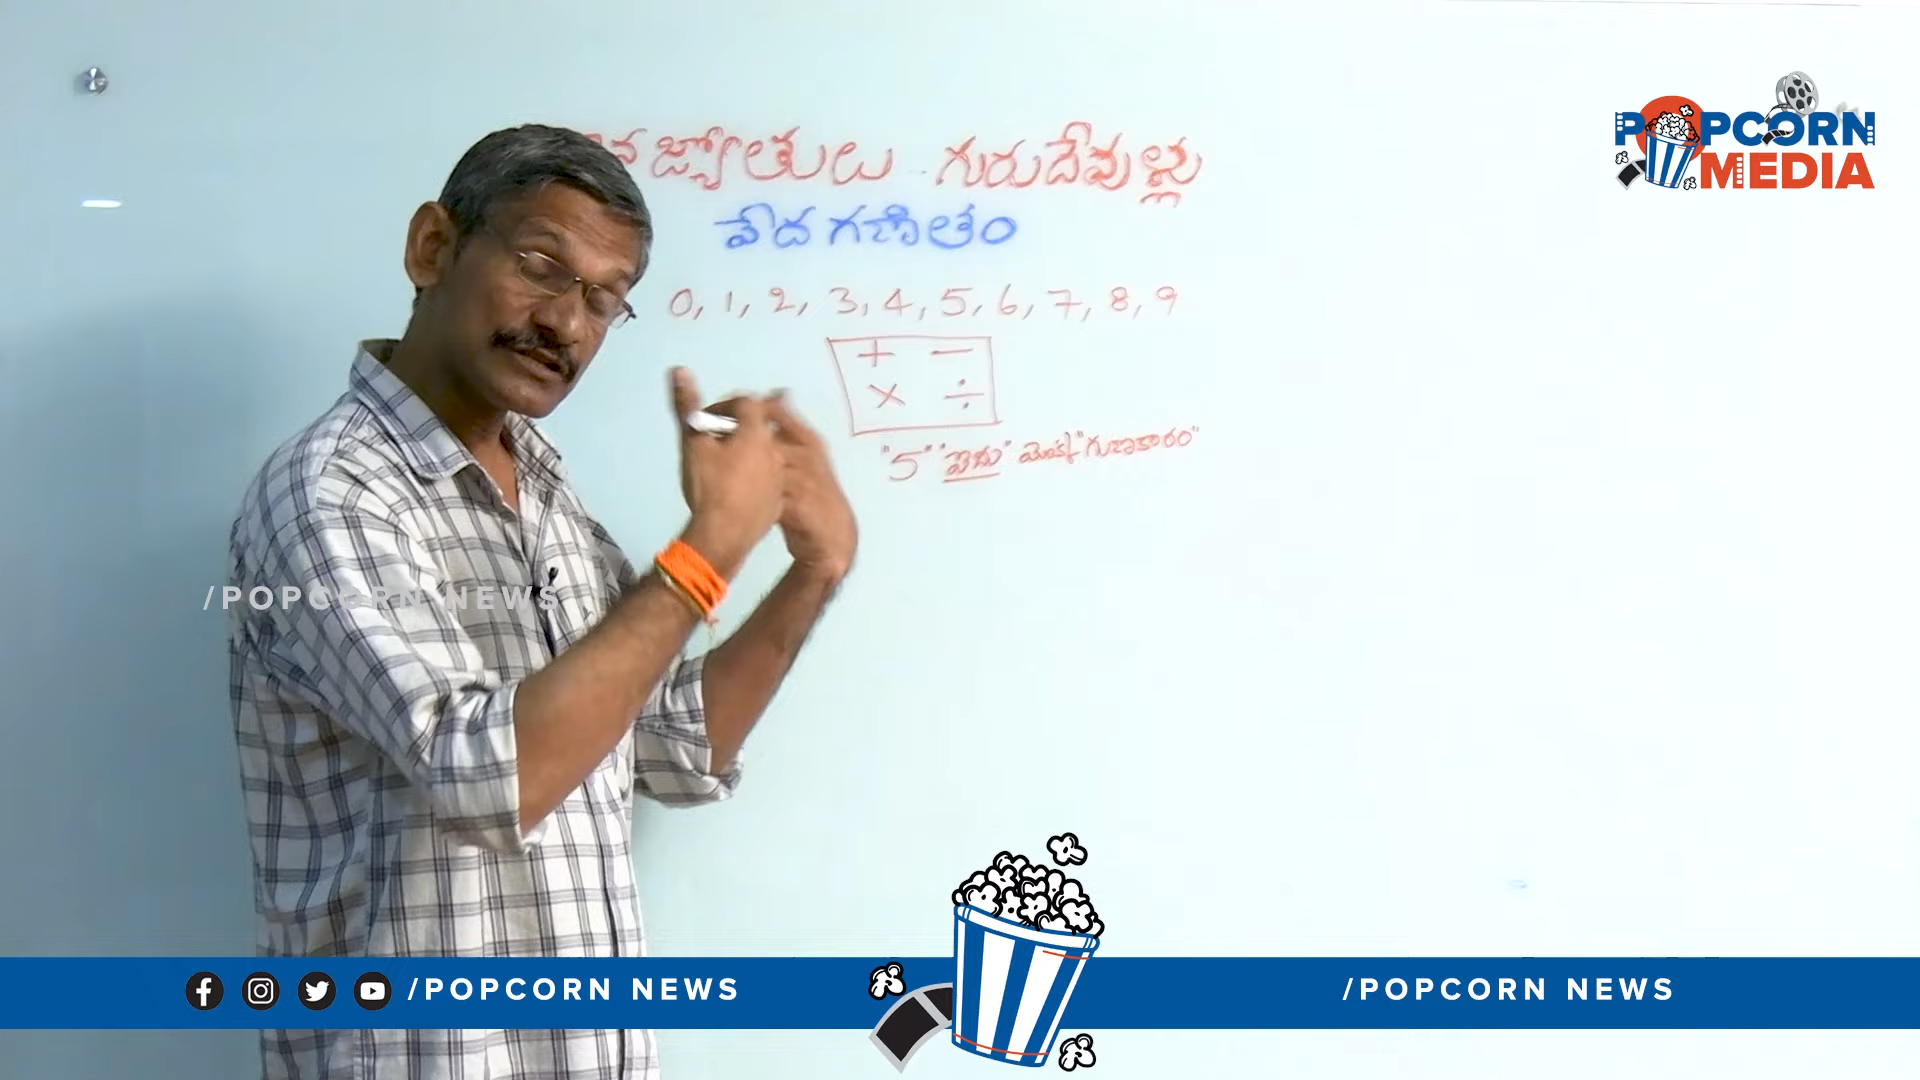 జ్యోతులు - గురుదేవుళ్లు
వేద గణితం
0, 1, 2, 3, 4, 5, 6, 7, 8, 9
+ −
× ÷
"5" "ఐదు" యొక్క "గుణకారం"
POPCORN
MEDIA
/POPCORN NEWS
/POPCORN NEWS
/POPCORN NEWS